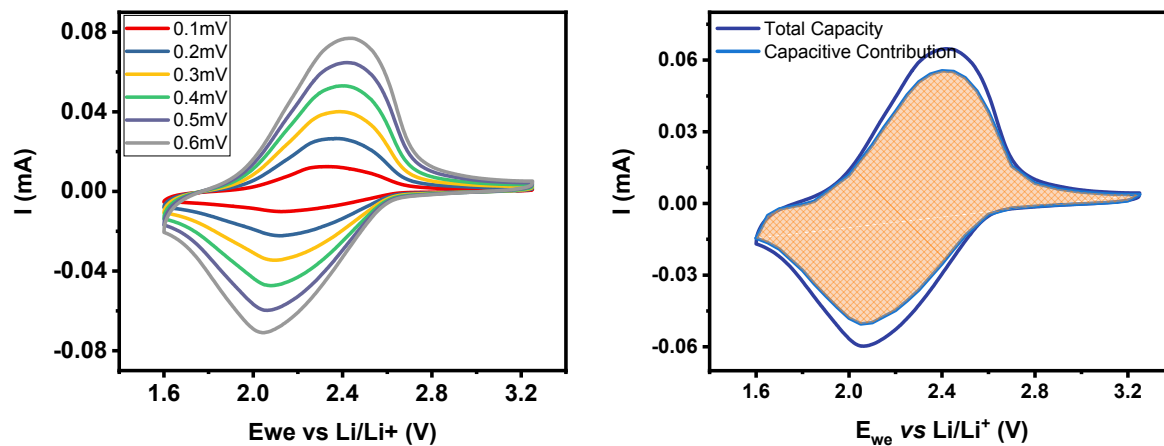 0.1mV
0.2mV
0.3mV
0.4mV
0.5mV
0.6mV
0.08
0.04
0.00
-0.04
-0.08
I (mA)
1.6 2.0 2.4 2.8 3.2
Ewe vs Li/Li+ (V)
Total Capacity
Capacitive Contribution
0.06
0.03
0.00
-0.03
-0.06
I (mA)
1.6 2.0 2.4 2.8 3.2
E_we vs Li/Li⁺ (V)